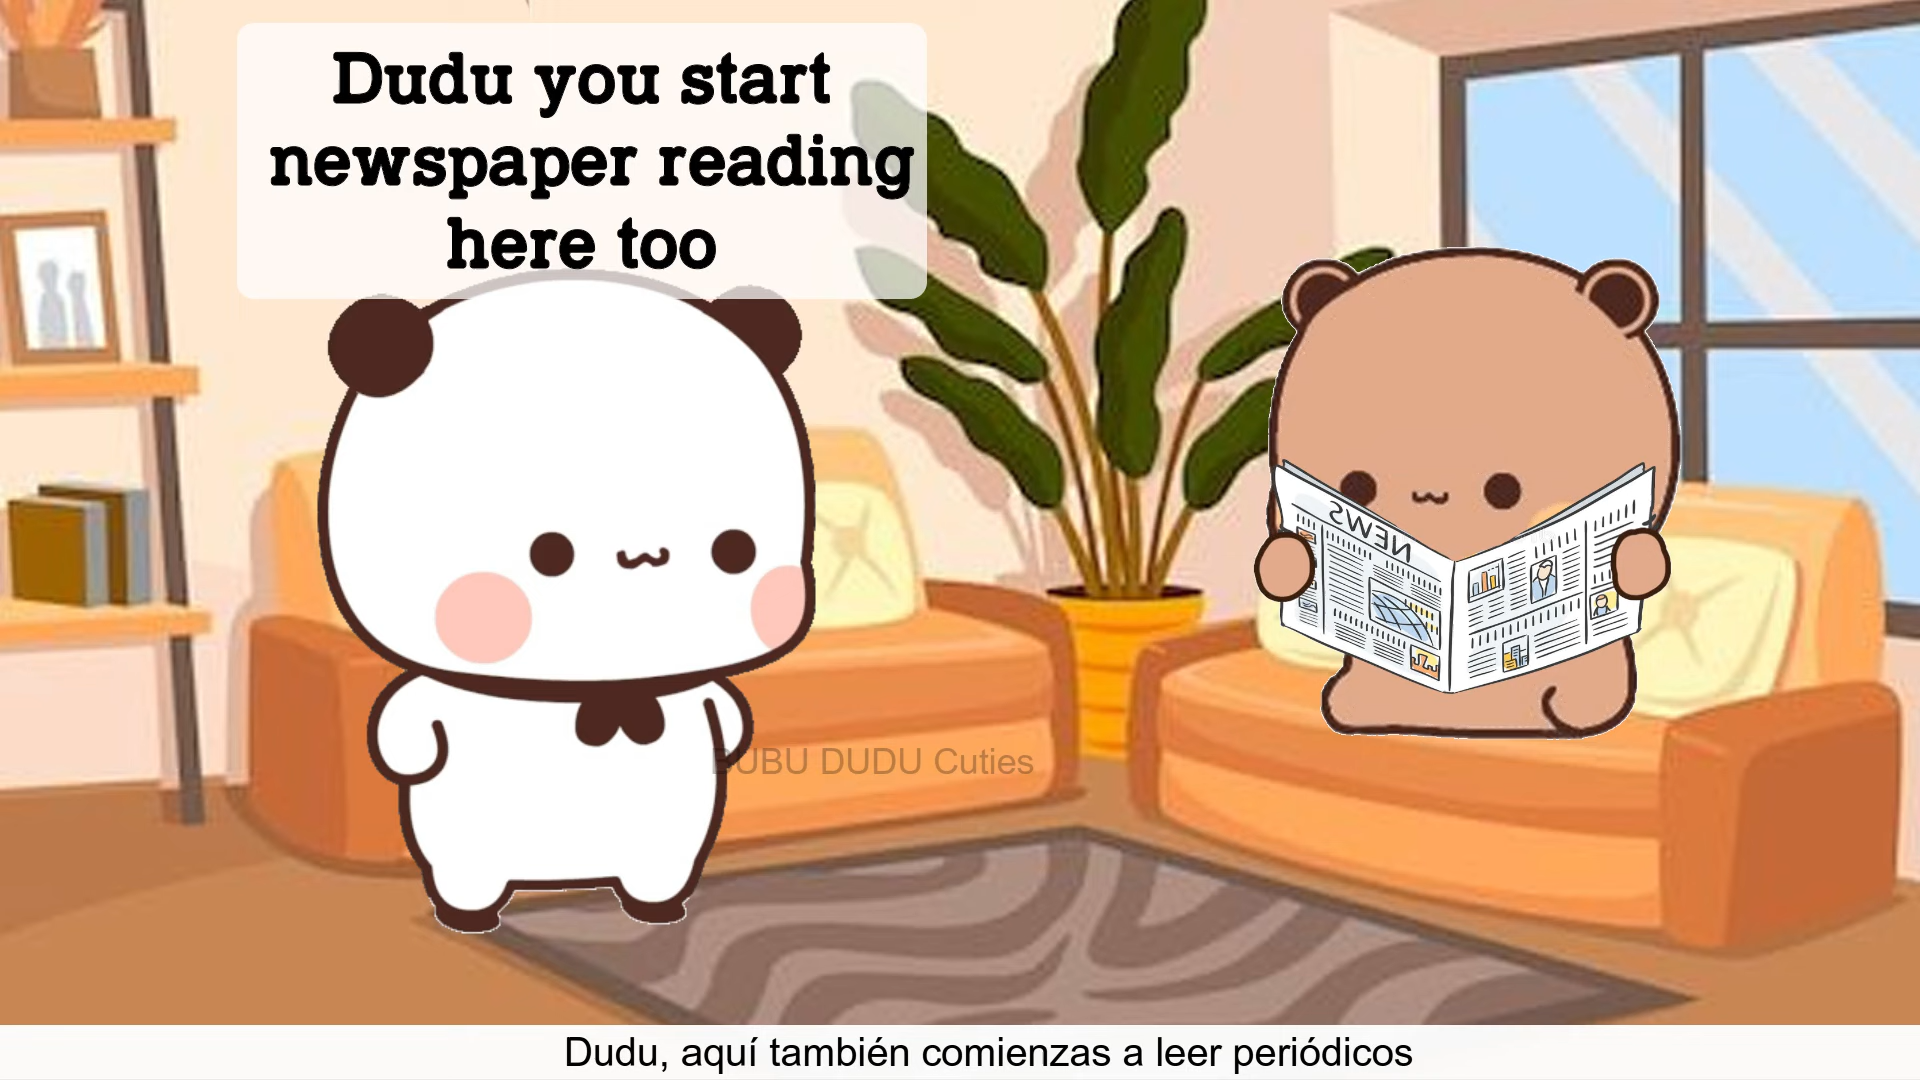 Dudu you start
newspaper reading
here too
NEWS
BUBU DUDU Cuties
Dudu, aquí también comienzas a leer periódicos